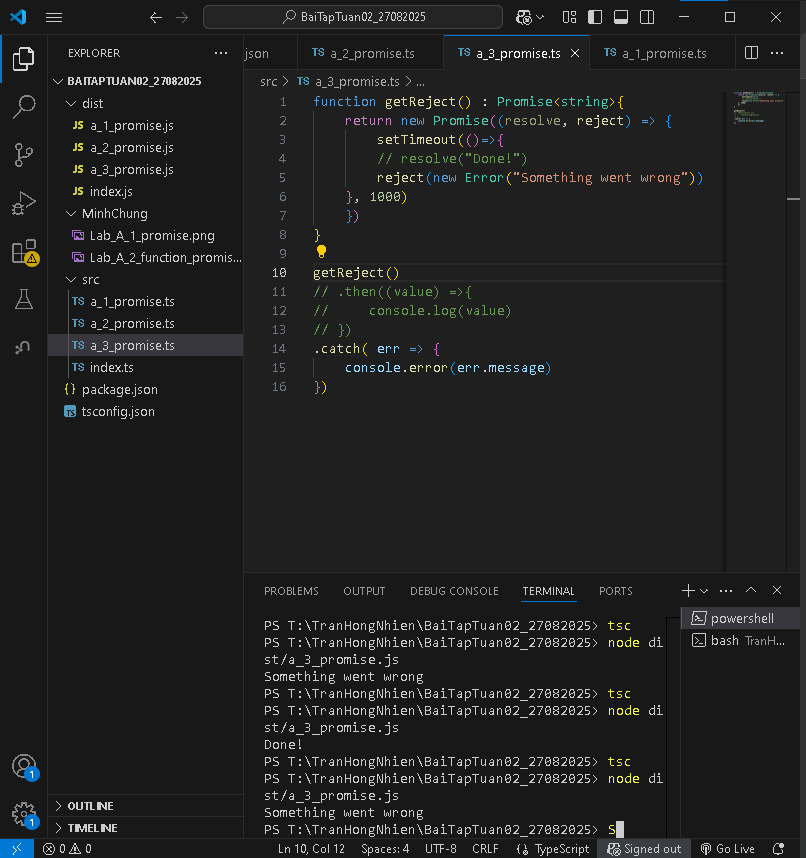 BaiTapTuan02_27082025
EXPLORER
BAITAPTUAN02_27082025
dist
JS a_1_promise.js
JS a_2_promise.js
JS a_3_promise.js
JS index.js
MinhChung
Lab_A_1_promise.png
Lab_A_2_function_promis...
src
TS a_1_promise.ts
TS a_2_promise.ts
TS a_3_promise.ts
TS index.ts
{} package.json
TS tsconfig.json
OUTLINE
TIMELINE
json
TS a_2_promise.ts
TS a_3_promise.ts
TS a_1_promise.ts
src > TS a_3_promise.ts > ...
1 function getReject() : Promise<string>{
2     return new Promise((resolve, reject) => {
3         setTimeout(()=>{
4         // resolve("Done!")
5         reject(new Error("Something went wrong"))
6     }, 1000)
7     })
8 }
9
10 getReject()
11 // .then((value) =>{
12 //     console.log(value)
13 // })
14 .catch( err => {
15     console.error(err.message)
16 })
PROBLEMS OUTPUT DEBUG CONSOLE TERMINAL PORTS
PS T:\TranHongNhien\BaiTapTuan02_27082025> tsc
PS T:\TranHongNhien\BaiTapTuan02_27082025> node di
st/a_3_promise.js
Something went wrong
PS T:\TranHongNhien\BaiTapTuan02_27082025> tsc
PS T:\TranHongNhien\BaiTapTuan02_27082025> node di
st/a_3_promise.js
Done!
PS T:\TranHongNhien\BaiTapTuan02_27082025> tsc
PS T:\TranHongNhien\BaiTapTuan02_27082025> node di
st/a_3_promise.js
Something went wrong
PS T:\TranHongNhien\BaiTapTuan02_27082025> S
powershell
bash TranH...
1
1
0 0
Ln 10, Col 12
Spaces: 4
UTF-8
CRLF
{} TypeScript
Signed out
Go Live